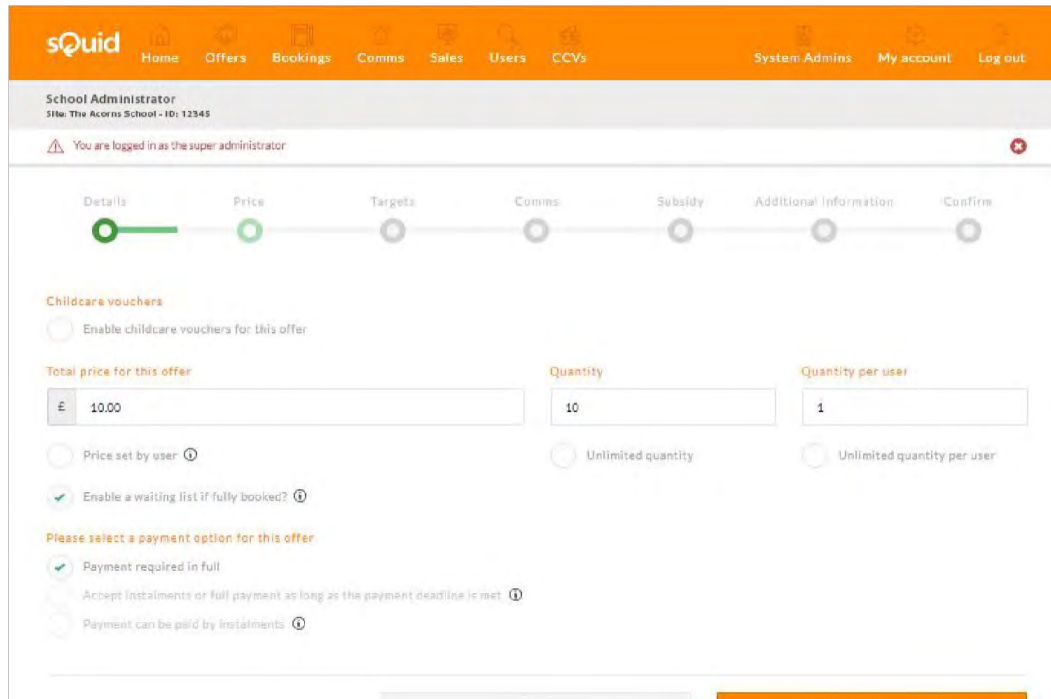 sQuid
Home Offers Bookings Comms Sales Users CCVs System Admins My account Log out
School Administrator
Site: The Acorns School - ID: 12345
You are logged in as the super administrator
Details Price Targets Comms Subsidy Additional Information Confirm
Childcare vouchers
Enable childcare vouchers for this offer
Total price for this offer Quantity Quantity per user
£ 10.00 10 1
Price set by user Unlimited quantity Unlimited quantity per user
Enable a waiting list if fully booked?
Please select a payment option for this offer
Payment required in full
Accept instalments or full payment as long as the payment deadline is met
Payment can be paid by instalments